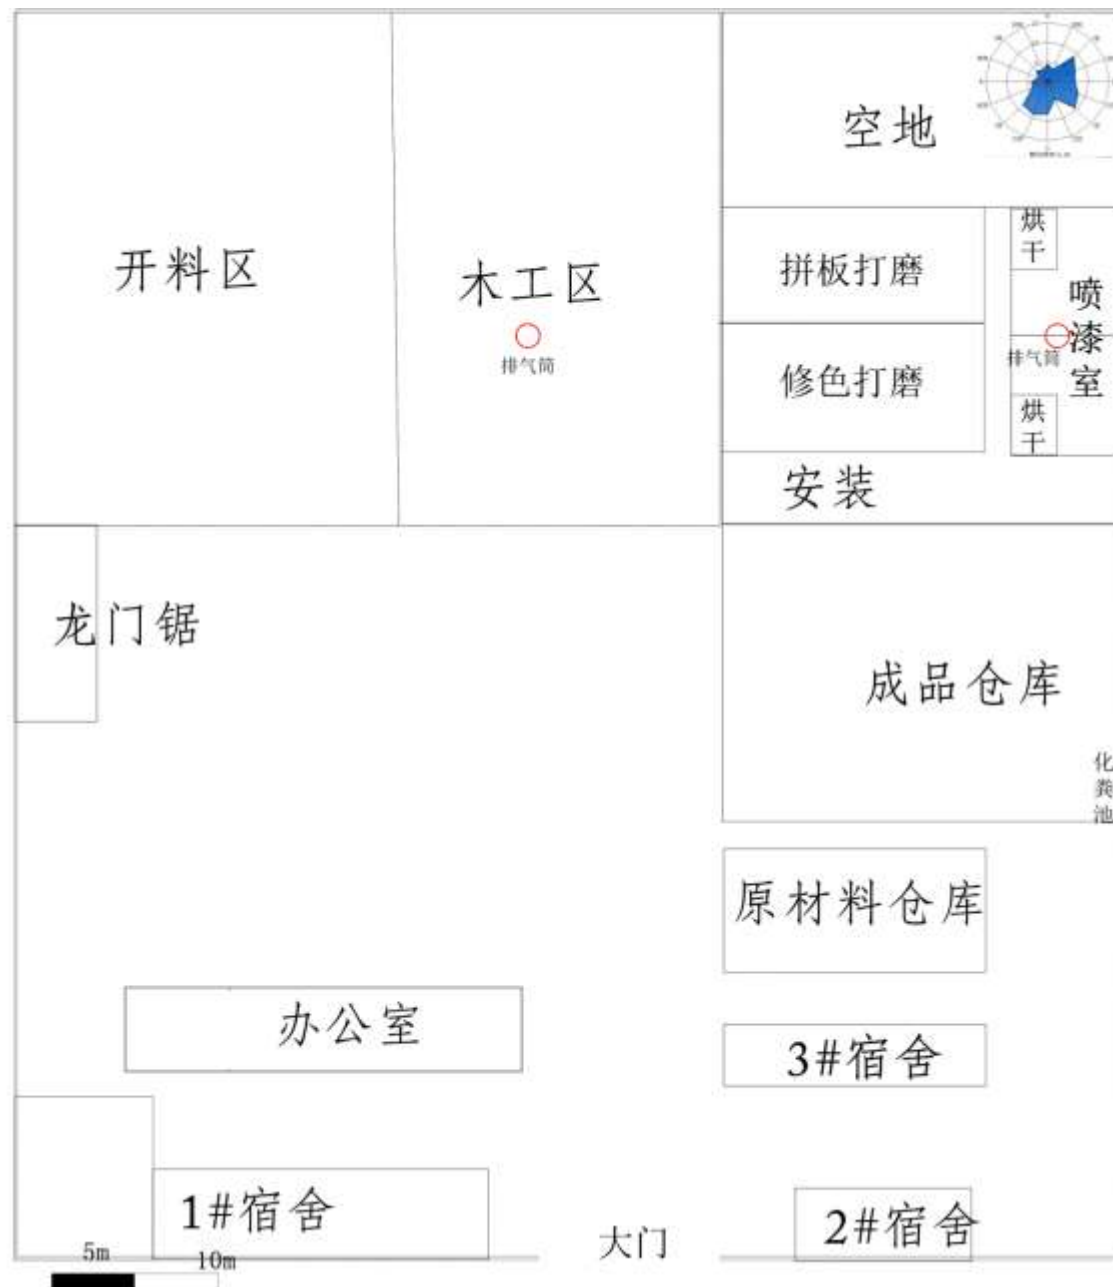 空地
烘干
开料区
木工区
拼板打磨
喷漆室
排气筒
排气筒
修色打磨
烘干
安装
龙门锯
成品仓库
化粪池
原材料仓库
办公室
3#宿舍
1#宿舍
2#宿舍
大门
5m
10m